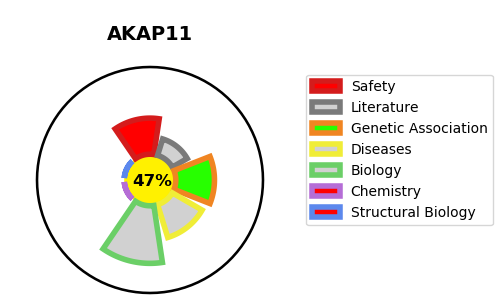 AKAP11
47%
Safety
Literature
Genetic Association
Diseases
Biology
Chemistry
Structural Biology